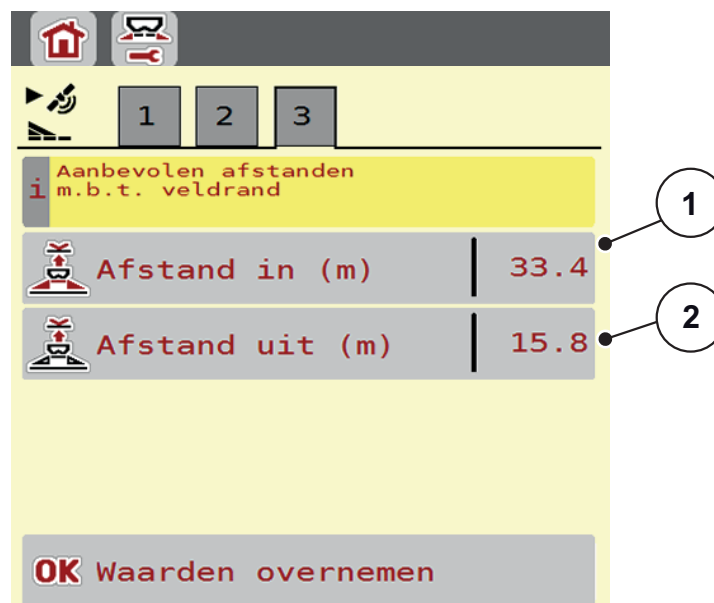 1 2 3
i Aanbevolen afstanden
m.b.t. veldrand
Afstand in (m) 33.4
1
Afstand uit (m) 15.8
2
OK Waarden overnemen